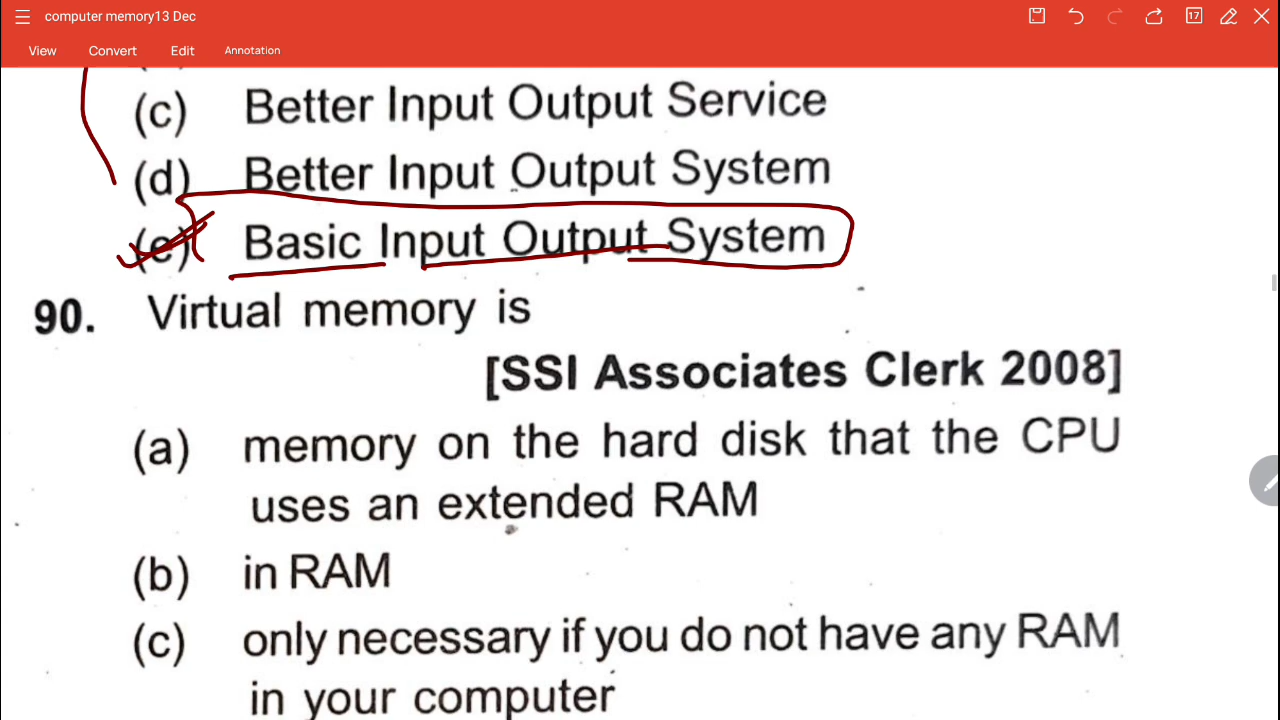 computer memory13 Dec
17
View Convert Edit Annotation
(c) Better Input Output Service
(d) Better Input Output System
(e) Basic Input Output System
90. Virtual memory is
[SSI Associates Clerk 2008]
(a) memory on the hard disk that the CPU
uses an extended RAM
(b) in RAM
(c) only necessary if you do not have any RAM
in your computer